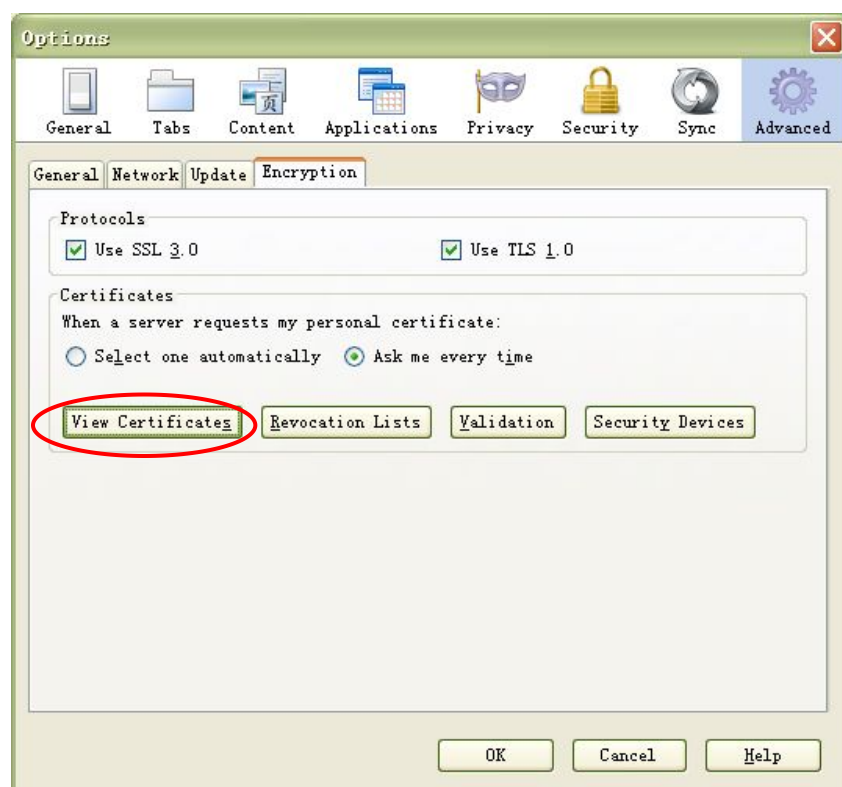 Options
页
General Tabs Content Applications Privacy Security Sync Advanced
General Network Update Encryption
Protocols
Use SSL 3.0 Use TLS 1.0
Certificates
When a server requests my personal certificate:
Select one automatically Ask me every time
View Certificates Revocation Lists Validation Security Devices
OK Cancel Help